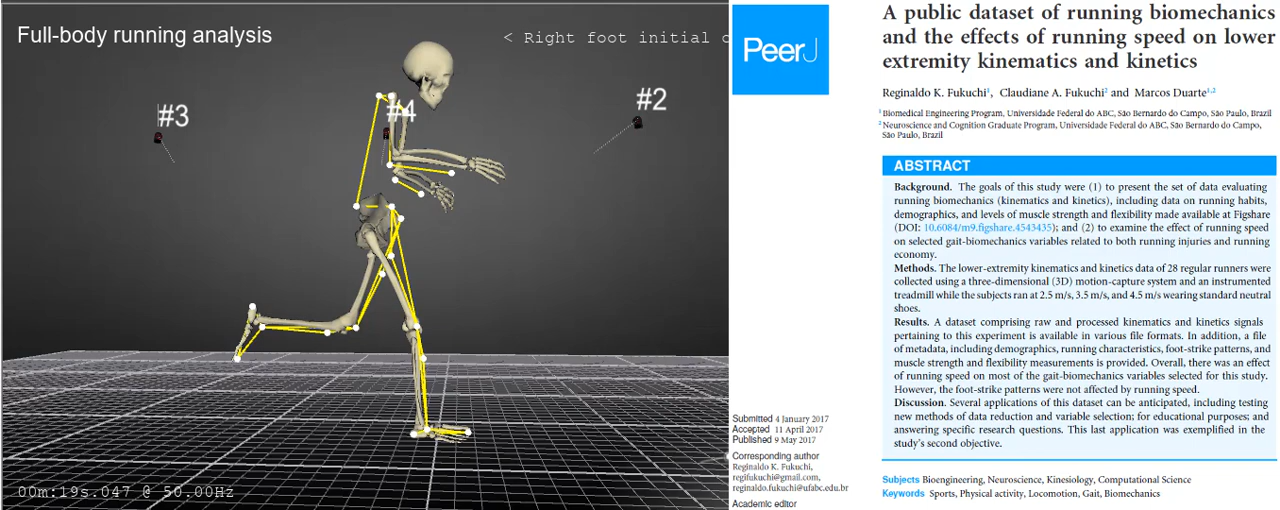 Full-body running analysis
< Right foot initial c
#3
#4
#2
00m:19s.047 @ 50.00Hz
PeerJ
Submitted 4 January 2017
Accepted 11 April 2017
Published 9 May 2017
Corresponding author
Reginaldo K. Fukuchi,
regifukuchi@gmail.com,
reginaldo.fukuchi@ufabc.edu.br
Academic editor
A public dataset of running biomechanics
and the effects of running speed on lower
extremity kinematics and kinetics
Reginaldo K. Fukuchi1, Claudiane A. Fukuchi2 and Marcos Duarte1,2
1 Biomedical Engineering Program, Universidade Federal do ABC, São Bernardo do Campo, São Paulo, Brazil
2 Neuroscience and Cognition Graduate Program, Universidade Federal do ABC, São Bernardo do Campo,
São Paulo, Brazil
ABSTRACT
Background. The goals of this study were (1) to present the set of data evaluating
running biomechanics (kinematics and kinetics), including data on running habits,
demographics, and levels of muscle strength and flexibility made available at Figshare
(DOI: 10.6084/m9.figshare.4543435); and (2) to examine the effect of running speed
on selected gait-biomechanics variables related to both running injuries and running
economy.
Methods. The lower-extremity kinematics and kinetics data of 28 regular runners were
collected using a three-dimensional (3D) motion-capture system and an instrumented
treadmill while the subjects ran at 2.5 m/s, 3.5 m/s, and 4.5 m/s wearing standard neutral
shoes.
Results. A dataset comprising raw and processed kinematics and kinetics signals
pertaining to this experiment is available in various file formats. In addition, a file
of metadata, including demographics, running characteristics, foot-strike patterns, and
muscle strength and flexibility measurements is provided. Overall, there was an effect
of running speed on most of the gait-biomechanics variables selected for this study.
However, the foot-strike patterns were not affected by running speed.
Discussion. Several applications of this dataset can be anticipated, including testing
new methods of data reduction and variable selection; for educational purposes; and
answering specific research questions. This last application was exemplified in the
study's second objective.
Subjects Bioengineering, Neuroscience, Kinesiology, Computational Science
Keywords Sports, Physical activity, Locomotion, Gait, Biomechanics